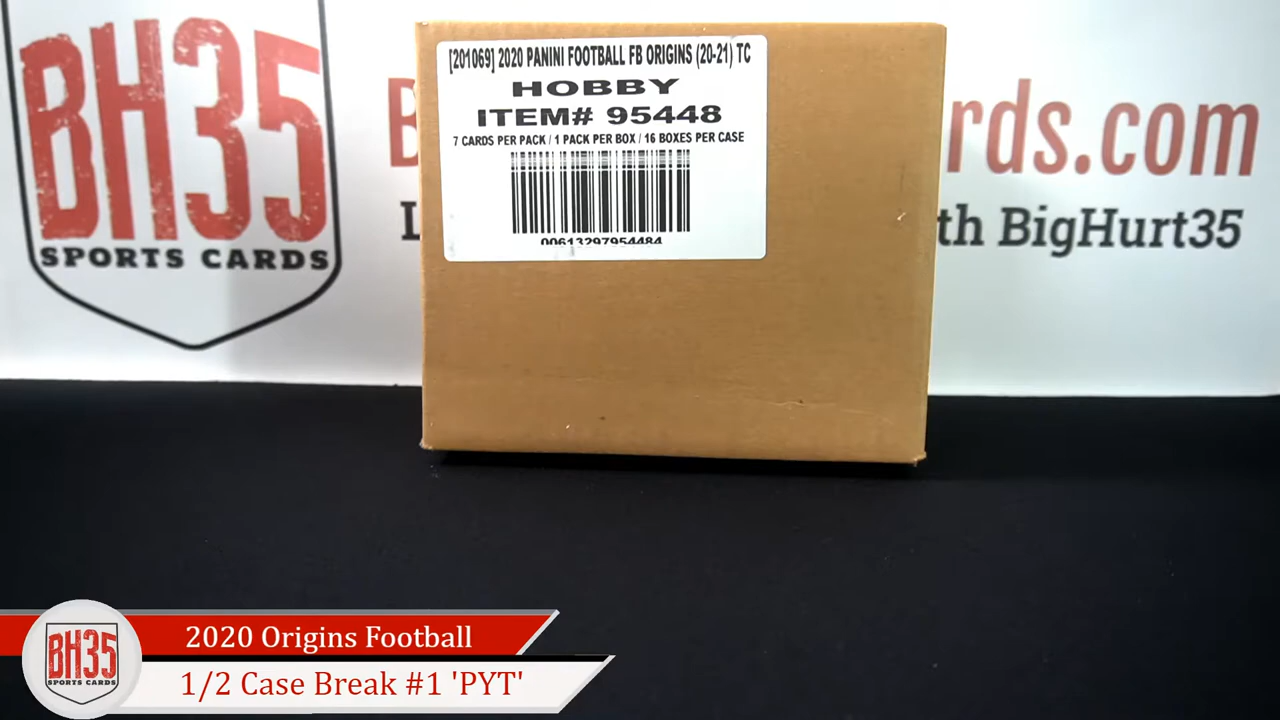 BH35
SPORTS CARDS
rds.com
th BigHurt35
[201069] 2020 PANINI FOOTBALL FB ORIGINS (20-21) TC
HOBBY
ITEM# 95448
7 CARDS PER PACK / 1 PACK PER BOX / 16 BOXES PER CASE
00613297954484
BH35
SPORTS CARDS
2020 Origins Football
1/2 Case Break #1 'PYT'